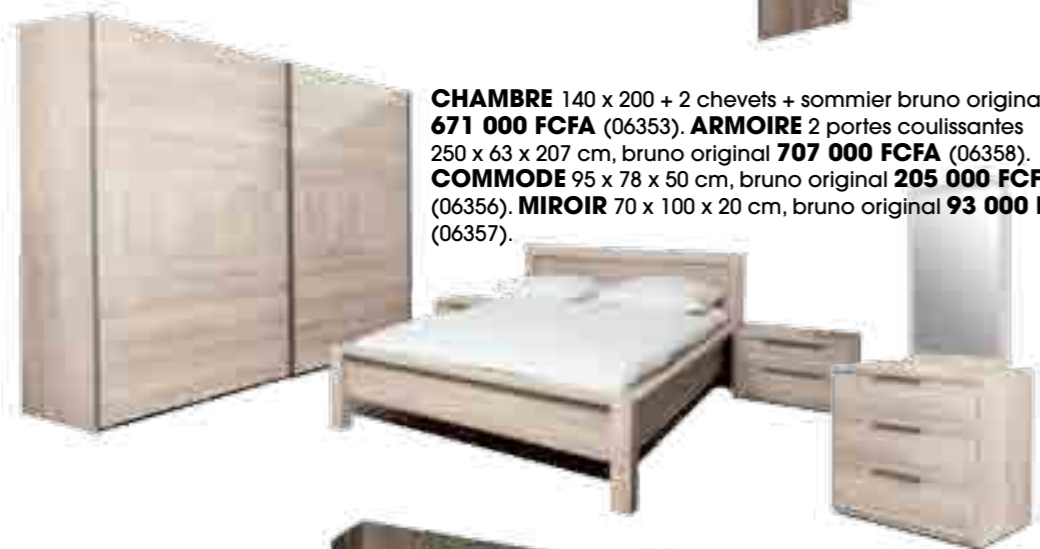 CHAMBRE 140 x 200 + 2 chevets + sommier bruno origina
671 000 FCFA (06353). ARMOIRE 2 portes coulissantes
250 x 63 x 207 cm, bruno original 707 000 FCFA (06358).
COMMODE 95 x 78 x 50 cm, bruno original 205 000 FCF
(06356). MIROIR 70 x 100 x 20 cm, bruno original 93 000
(06357).